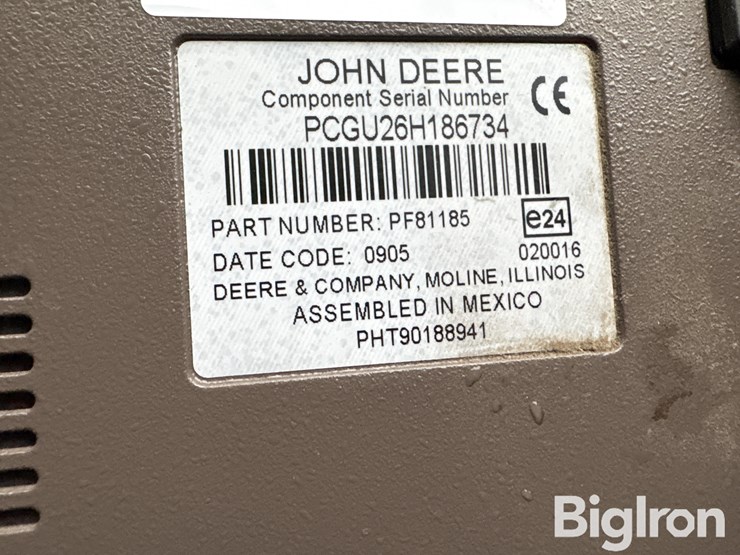 JOHN DEERE
Component Serial Number
CE
PCGU26H186734
PART NUMBER: PF81185
e24
DATE CODE: 0905
020016
DEERE & COMPANY, MOLINE, ILLINOIS
ASSEMBLED IN MEXICO
PHT90188941
BigIron